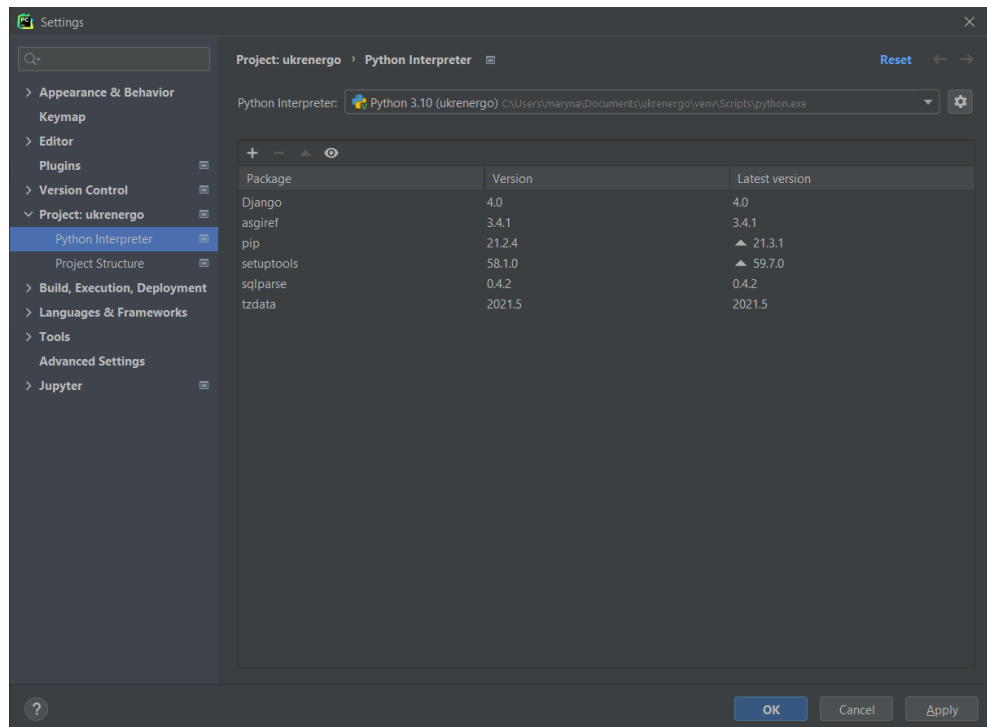 PC Settings
Appearance & Behavior
Keymap
Editor
Plugins
Version Control
Project: ukrenergo
Python Interpreter
Project Structure
Build, Execution, Deployment
Languages & Frameworks
Tools
Advanced Settings
Jupyter
Project: ukrenergo › Python Interpreter Reset
Python Interpreter: Python 3.10 (ukrenergo) C:\Users\maryna\Documents\ukrenergo\venv\Scripts\python.exe
Package Version Latest version
Django 4.0 4.0
asgiref 3.4.1 3.4.1
pip 21.2.4 ▲ 21.3.1
setuptools 58.1.0 ▲ 59.7.0
sqlparse 0.4.2 0.4.2
tzdata 2021.5 2021.5
? OK Cancel Apply